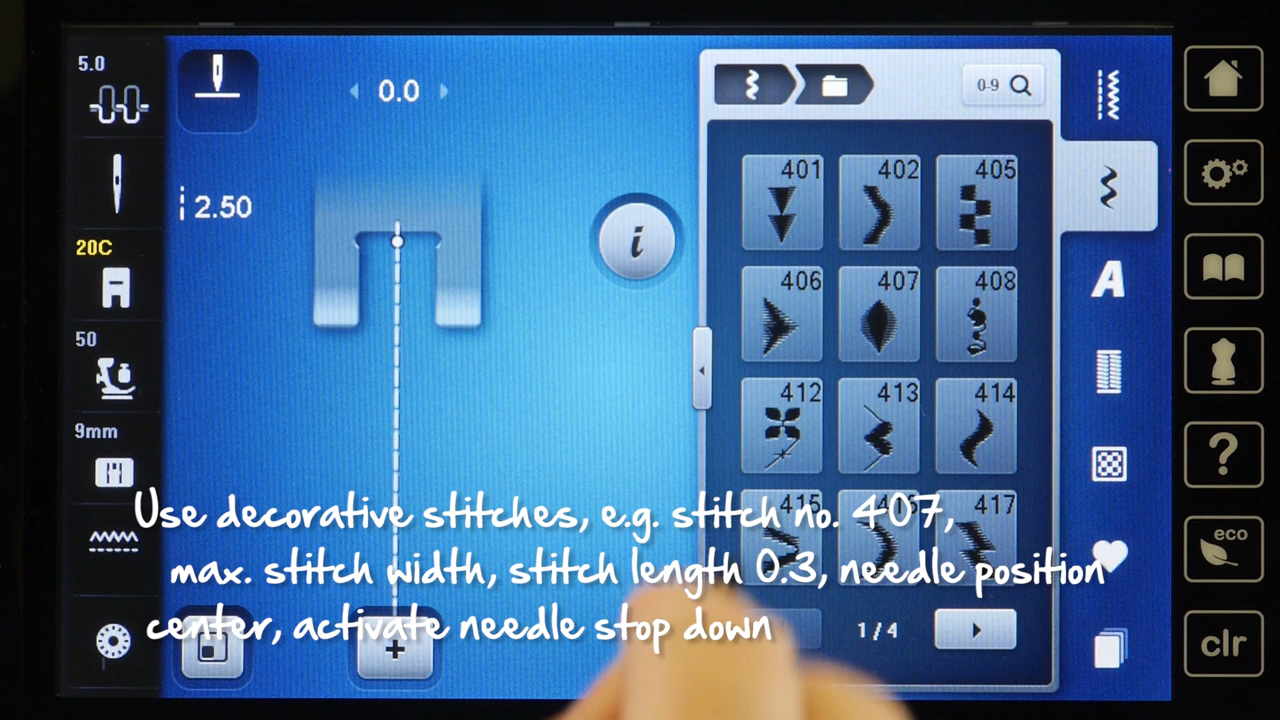 5.0
0.0
0-9
401 402 405
2.50
20C
406 407 408
50
412 413 414
9mm
415 417
Use decorative stitches, e.g. stitch no. 407,
max. stitch width, stitch length 0.3, needle position
center, activate needle stop down
1/4
i
A
?
eco
clr